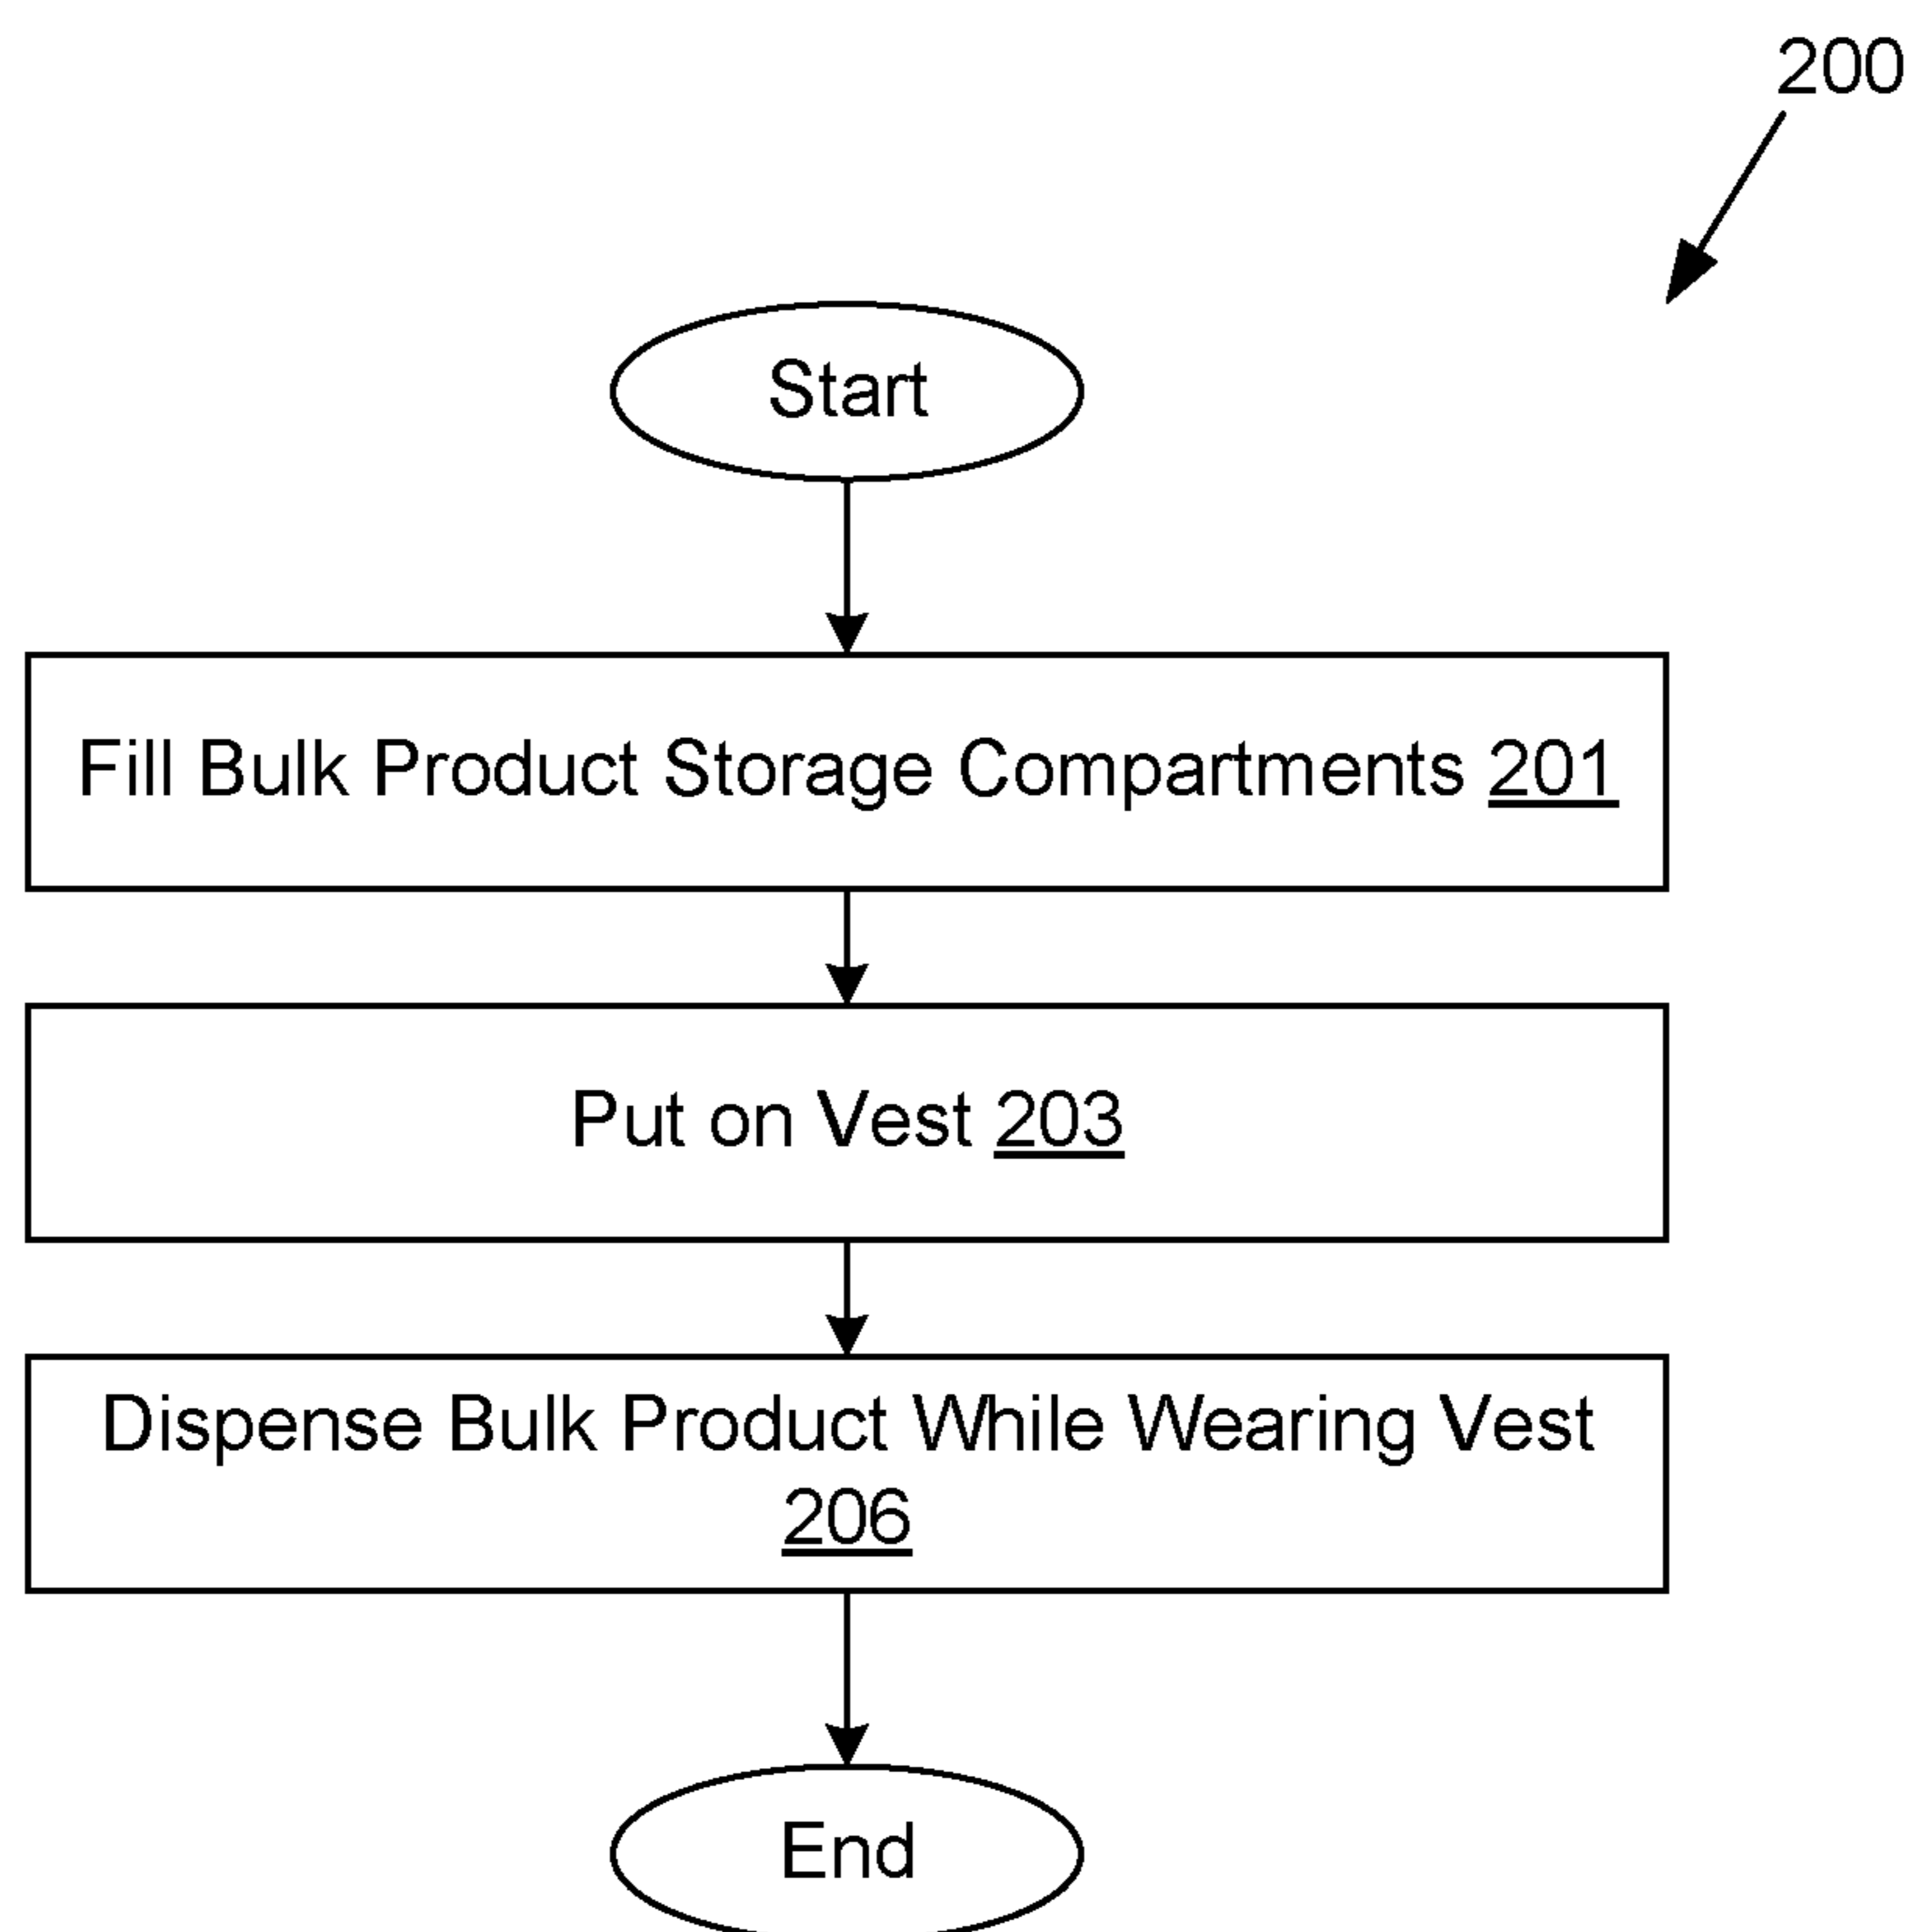 200
Start
Fill Bulk Product Storage Compartments 201
Put on Vest 203
Dispense Bulk Product While Wearing Vest
206
End